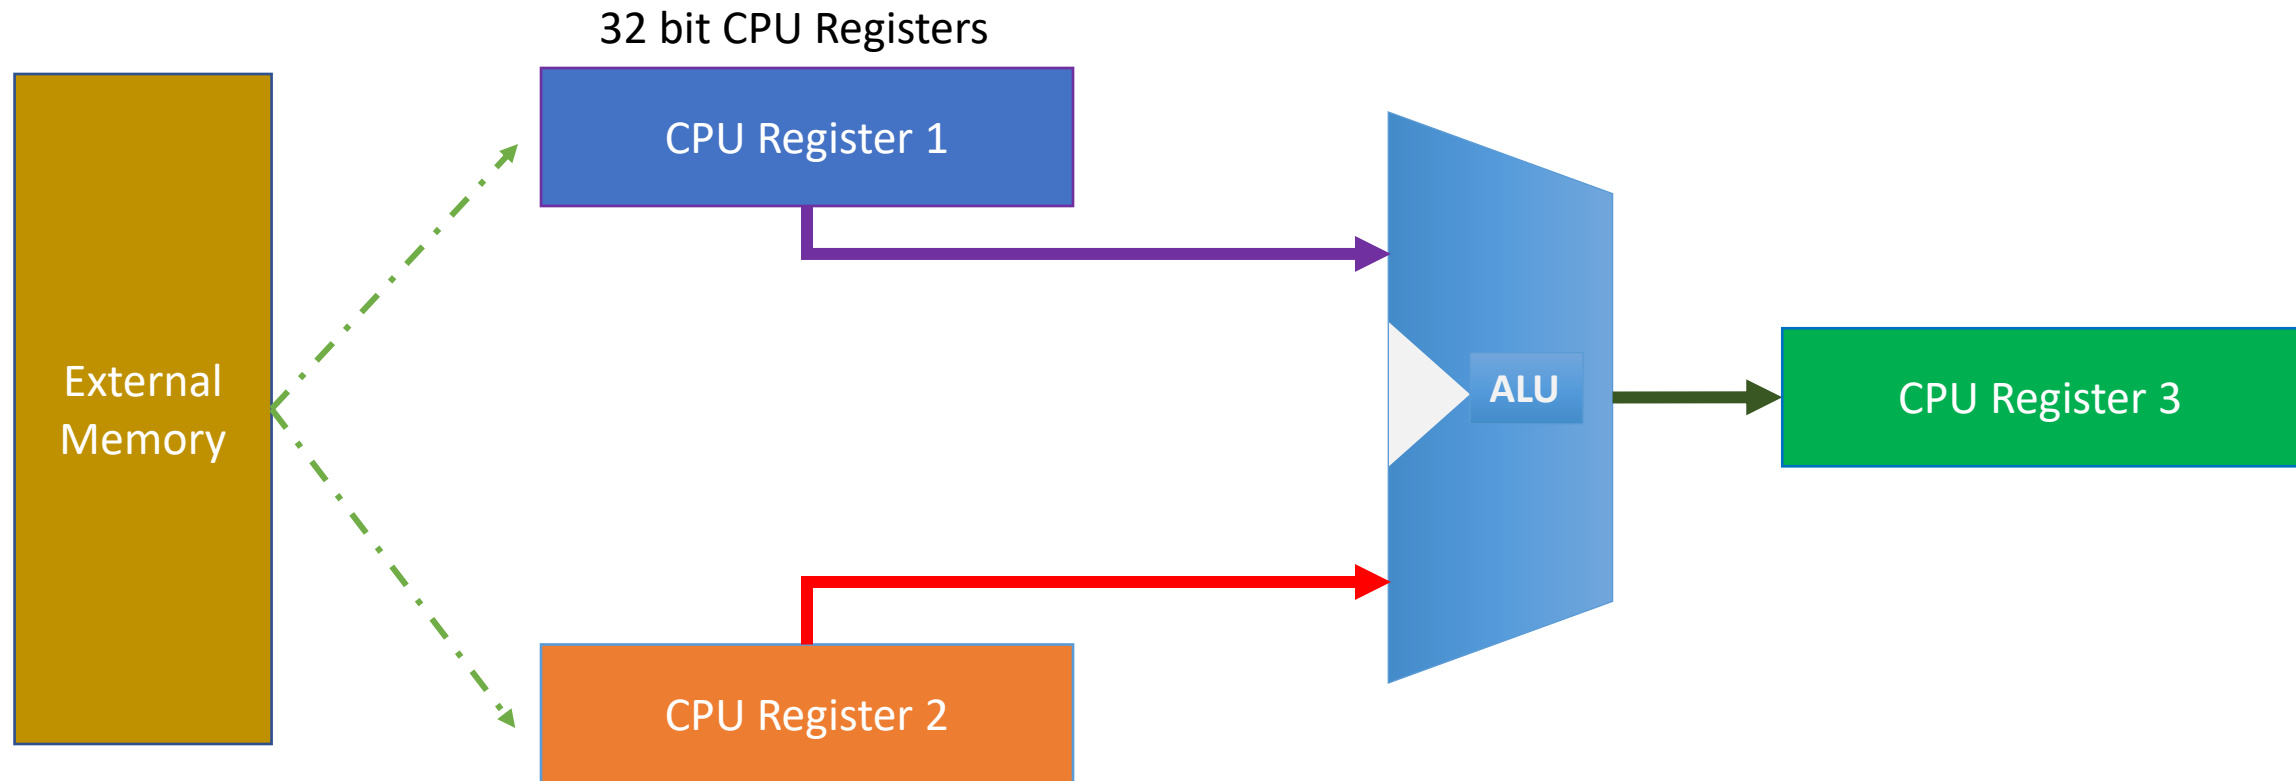 32 bit CPU Registers
CPU Register 1
External
Memory
ALU
CPU Register 3
CPU Register 2